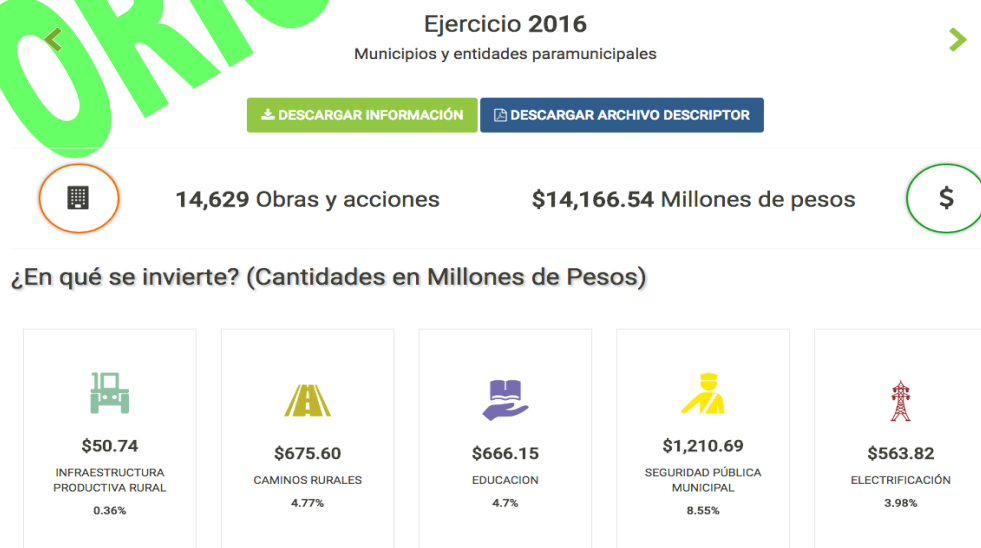 Ejercicio 2016
Municipios y entidades paramunicipales
DESCARGAR INFORMACIÓN
DESCARGAR ARCHIVO DESCRIPTOR
14,629 Obras y acciones
$14,166.54 Millones de pesos
$
¿En qué se invierte? (Cantidades en Millones de Pesos)
$50.74
INFRAESTRUCTURA
PRODUCTIVA RURAL
0.36%
$675.60
CAMINOS RURALES
4.77%
$666.15
EDUCACION
4.7%
$1,210.69
SEGURIDAD PÚBLICA
MUNICIPAL
8.55%
$563.82
ELECTRIFICACIÓN
3.98%